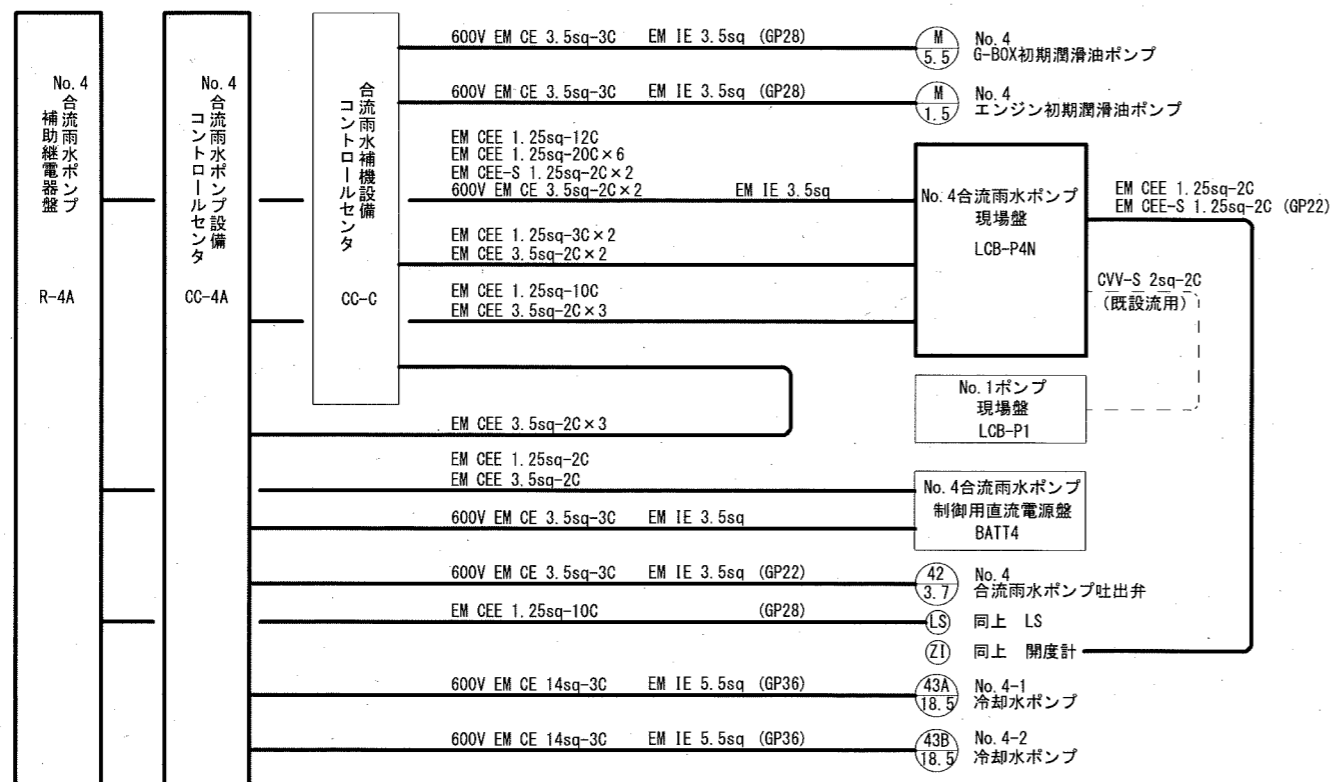 No.4
合流雨水ポンプ
補助継電器盤
R-4A
No.4
合流雨水ポンプ設備
コントロールセンタ
CC-4A
合流雨水補機設備
コントロールセンタ
CC-C
600V EM CE 3.5sq-3C EM IE 3.5sq (GP28)
M
5.5
No.4
G-BOX初期潤滑油ポンプ
600V EM CE 3.5sq-3C EM IE 3.5sq (GP28)
M
1.5
No.4
エンジン初期潤滑油ポンプ
EM CEE 1.25sq-12C
EM CEE 1.25sq-20C×6
EM CEE-S 1.25sq-2C×2
600V EM CE 3.5sq-2C×2 EM IE 3.5sq
EM CEE 1.25sq-3C×2
EM CEE 3.5sq-2C×2
EM CEE 1.25sq-10C
EM CEE 3.5sq-2C×3
No.4合流雨水ポンプ
現場盤
LCB-P4N
EM CEE 1.25sq-2C
EM CEE-S 1.25sq-2C (GP22)
CVV-S 2sq-2C
(既設流用)
No.1ポンプ
現場盤
LCB-P1
EM CEE 3.5sq-2C×3
EM CEE 1.25sq-2C
EM CEE 3.5sq-2C
600V EM CE 3.5sq-3C EM IE 3.5sq
No.4合流雨水ポンプ
制御用直流電源盤
BATT4
600V EM CE 3.5sq-3C EM IE 3.5sq (GP22)
42
3.7
No.4
合流雨水ポンプ吐出弁
EM CEE 1.25sq-10C (GP28)
LS
同上 LS
ZI
同上 開度計
600V EM CE 14sq-3C EM IE 5.5sq (GP36)
43A
18.5
No.4-1
冷却水ポンプ
600V EM CE 14sq-3C EM IE 5.5sq (GP36)
43B
18.5
No.4-2
冷却水ポンプ